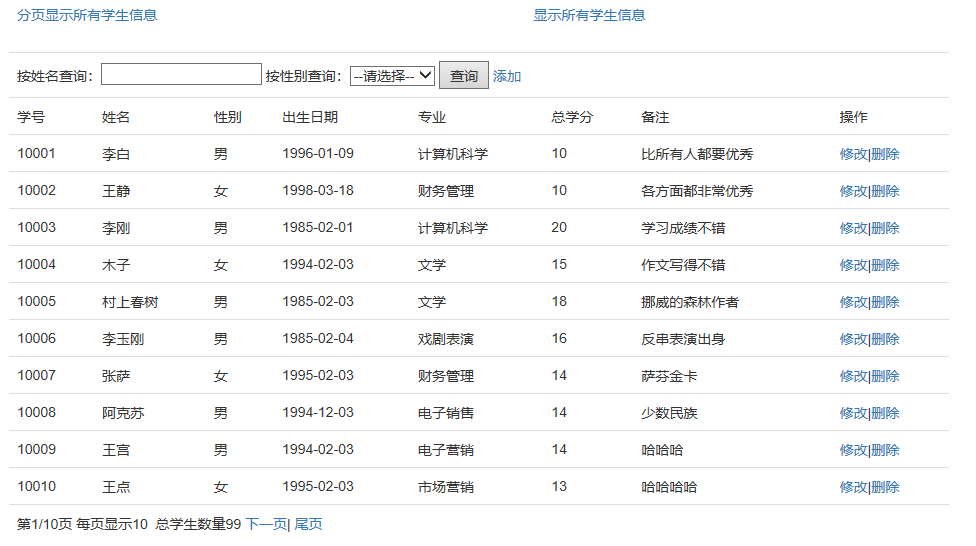 分页显示所有学生信息 显示所有学生信息
按姓名查询： 按性别查询： --请选择-- 查询 添加
学号 姓名 性别 出生日期 专业 总学分 备注 操作
10001 李白 男 1996-01-09 计算机科学 10 比所有人都要优秀 修改|删除
10002 王静 女 1998-03-18 财务管理 10 各方面都非常优秀 修改|删除
10003 李刚 男 1985-02-01 计算机科学 20 学习成绩不错 修改|删除
10004 木子 女 1994-02-03 文学 15 作文写得不错 修改|删除
10005 村上春树 男 1985-02-03 文学 18 挪威的森林作者 修改|删除
10006 李玉刚 男 1985-02-04 戏剧表演 16 反串表演出身 修改|删除
10007 张萨 女 1995-02-03 财务管理 14 萨芬金卡 修改|删除
10008 阿克苏 男 1994-12-03 电子销售 14 少数民族 修改|删除
10009 王宫 男 1994-02-03 电子营销 14 哈哈哈 修改|删除
10010 王点 女 1995-02-03 市场营销 13 哈哈哈哈 修改|删除
第1/10页 每页显示10 总学生数量99 下一页| 尾页